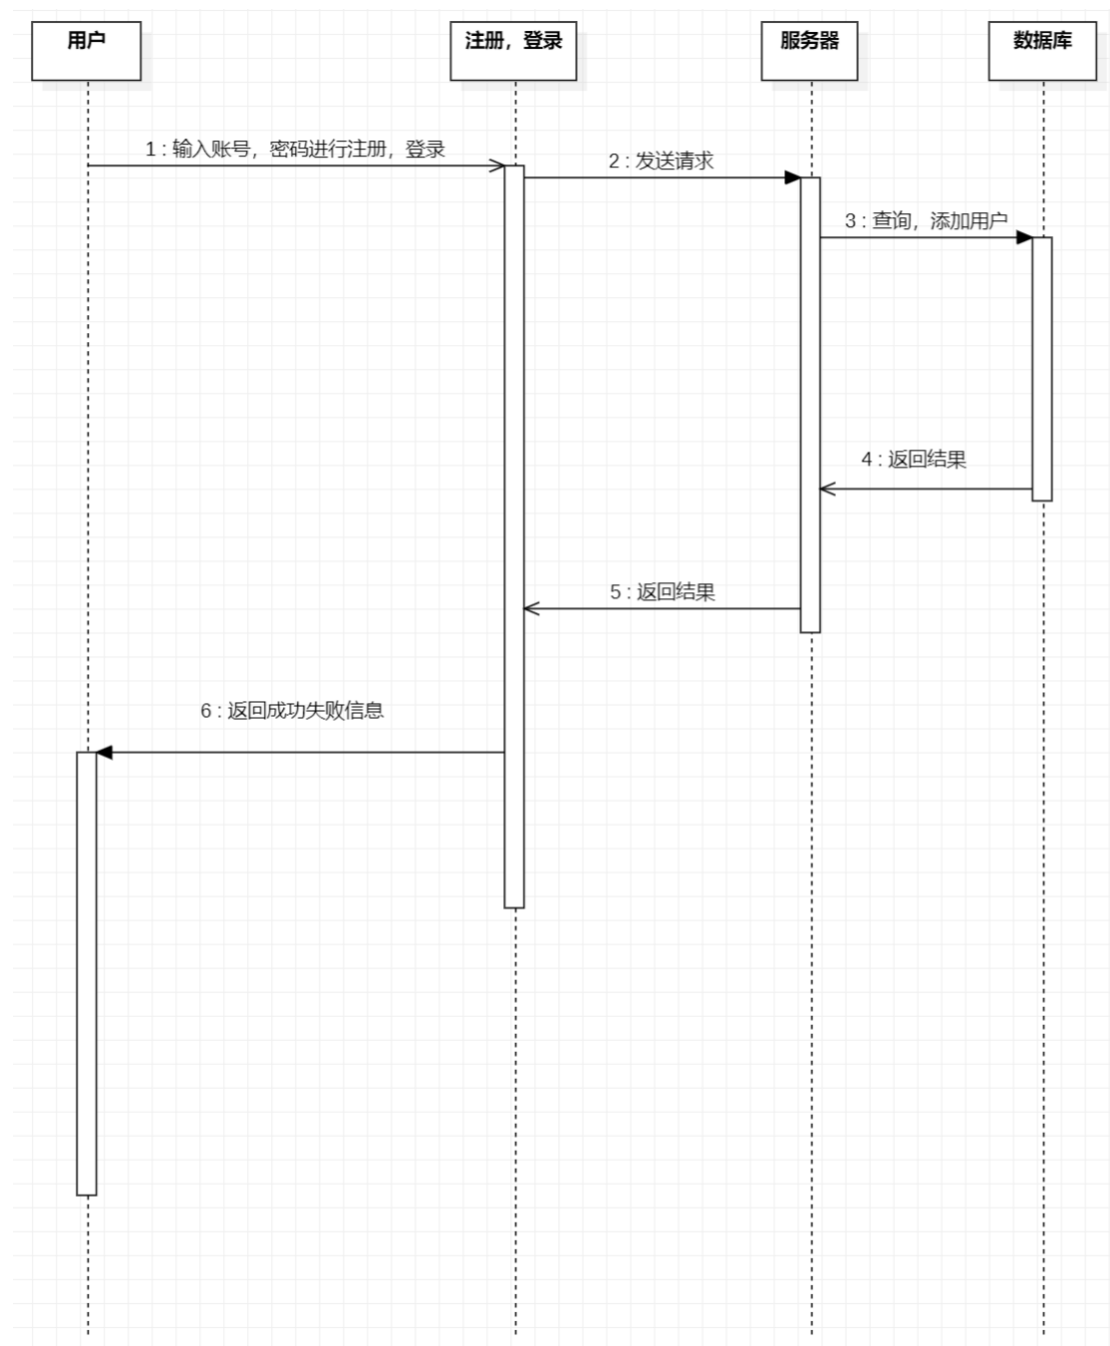 用户
注册，登录
服务器
数据库
1 : 输入账号，密码进行注册，登录
2 : 发送请求
3 : 查询，添加用户
4 : 返回结果
5 : 返回结果
6 : 返回成功失败信息